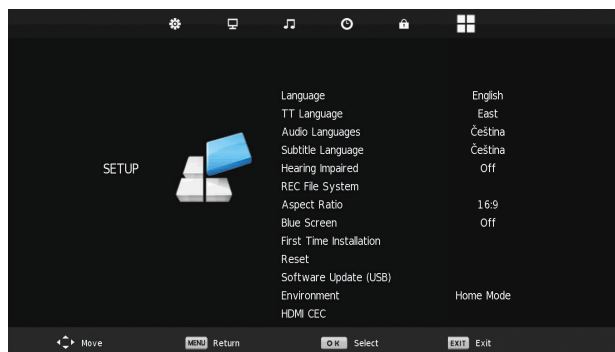 SETUP
Language English
TT Language East
Audio Languages Čeština
Subtitle Language Čeština
Hearing Impaired Off
REC File System
Aspect Ratio 16:9
Blue Screen Off
First Time Installation
Reset
Software Update (USB)
Environment Home Mode
HDMI CEC
Move MENU Return OK Select EXIT Exit